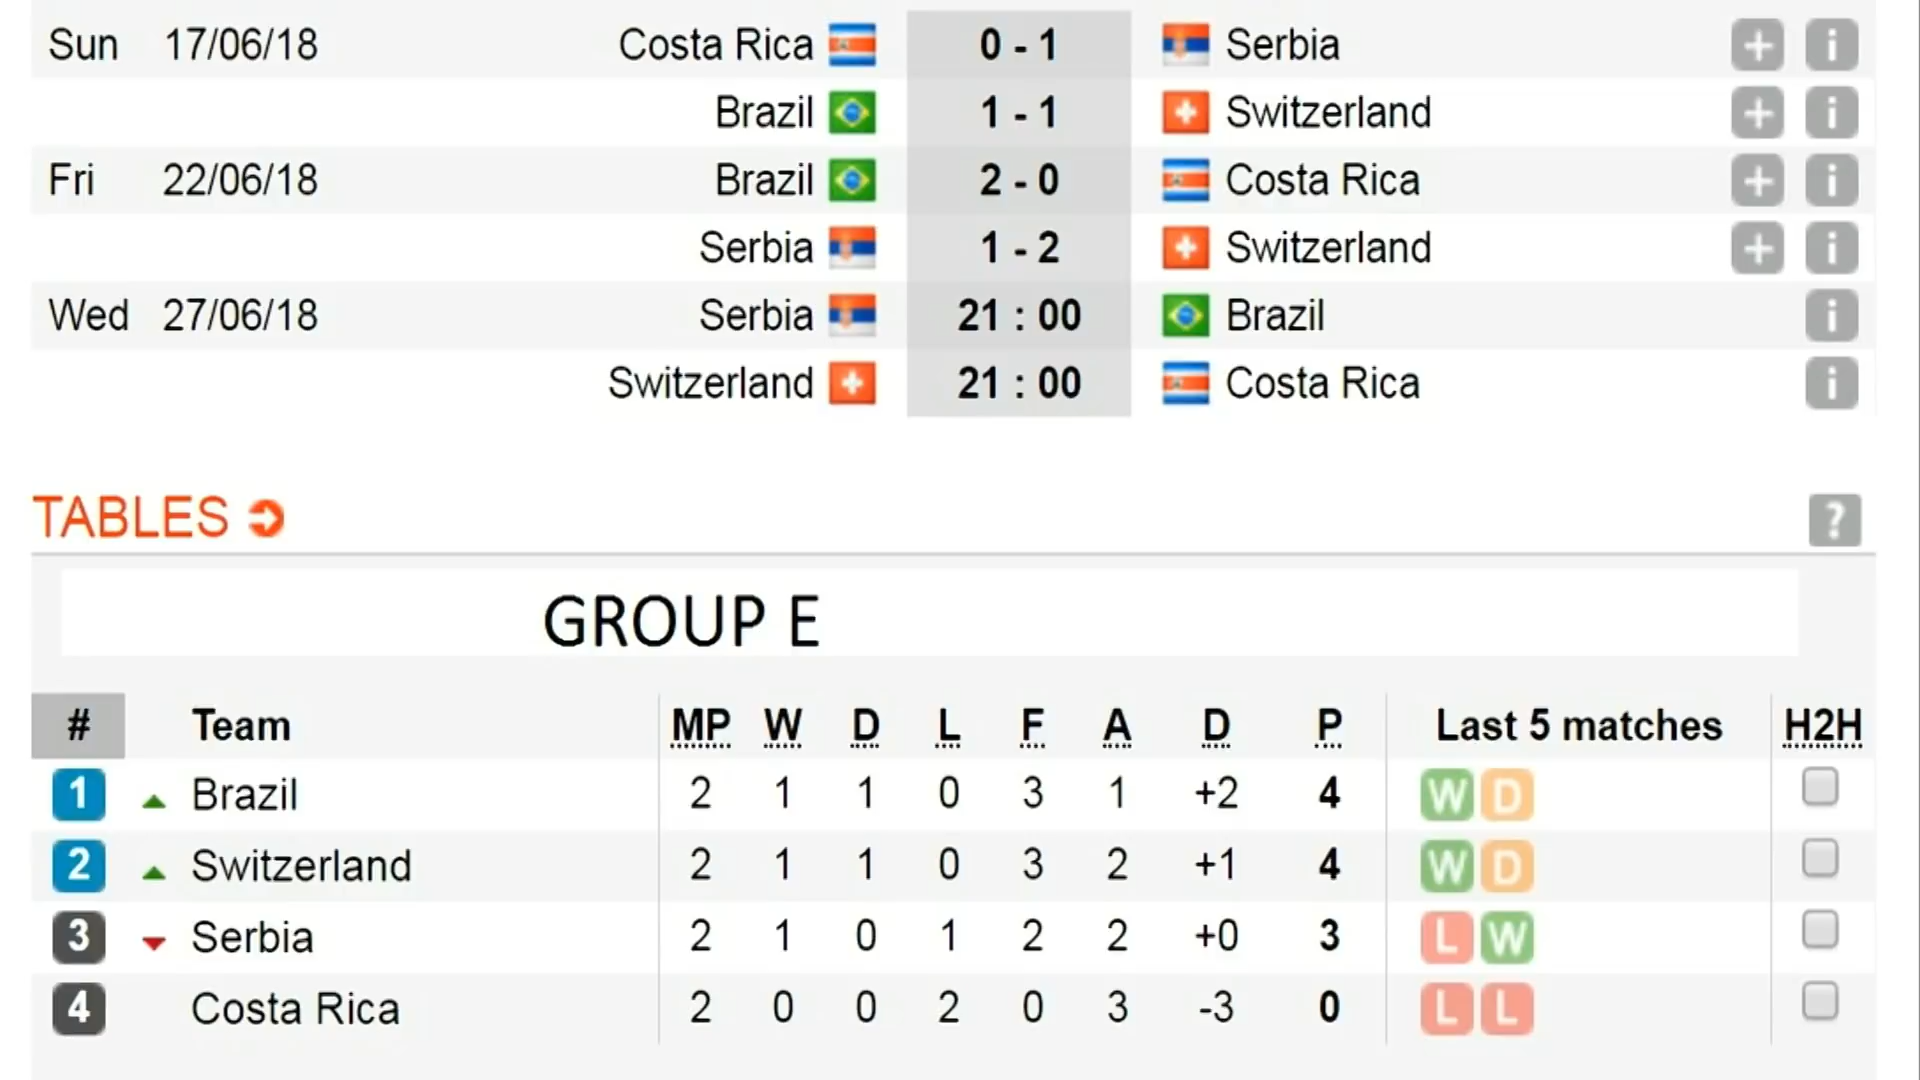 Sun 17/06/18 Costa Rica 0 - 1 Serbia + i
Brazil 1 - 1 Switzerland + i
Fri 22/06/18 Brazil 2 - 0 Costa Rica + i
Serbia 1 - 2 Switzerland + i
Wed 27/06/18 Serbia 21 : 00 Brazil i
Switzerland 21 : 00 Costa Rica i
TABLES ?
GROUP E
# Team MP W D L F A D P Last 5 matches H2H
1 Brazil 2 1 1 0 3 1 +2 4 W D
2 Switzerland 2 1 1 0 3 2 +1 4 W D
3 Serbia 2 1 0 1 2 2 +0 3 L W
4 Costa Rica 2 0 0 2 0 3 -3 0 L L